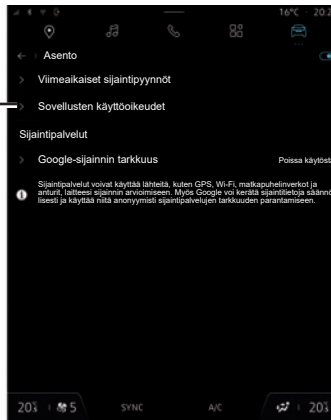 16°C 20:2
Asento
Viimeaikaiset sijaintipyynnöt
Sovellusten käyttöoikeudet
Sijaintipalvelut
Google-sijainnin tarkkuus Poissa käytöst
Sijaintipalvelut voivat käyttää lähteitä, kuten GPS, Wi-Fi, matkapuhelinverkot ja
anturit, laitteesi sijainnin arvioimiseen. Myös Google voi kerätä sijaintitietoja säännö
lisesti ja käyttää niitä anonyymisti sijaintipalvelujen tarkkuuden parantamiseen.
20 5 SYNC A/C 20